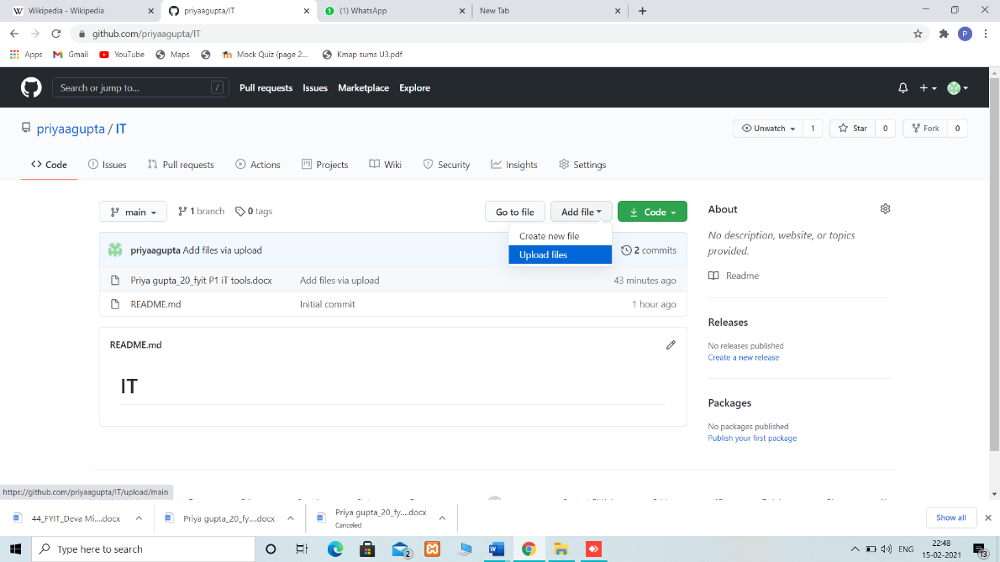 Wikipedia - Wikipedia
priyaagupta/IT
(1) WhatsApp
New Tab
github.com/priyaagupta/IT
P
Apps
Gmail
YouTube
Maps
Mock Quiz (page 2...
Kmap sums U3.pdf
Search or jump to...
/
Pull requests
Issues
Marketplace
Explore
priyaagupta / IT
Unwatch
1
Star
0
Fork
0
Code
Issues
Pull requests
Actions
Projects
Wiki
Security
Insights
Settings
main
1 branch
0 tags
Go to file
Add file
Code
Create new file
Upload files
priyaagupta Add files via upload
2 commits
Priya gupta_20_fyit P1 iT tools.docx
Add files via upload
43 minutes ago
README.md
Initial commit
1 hour ago
README.md
IT
About
No description, website, or topics
provided.
Readme
Releases
No releases published
Create a new release
Packages
No packages published
Publish your first package
https://github.com/priyaagupta/IT/upload/main
44_FYIT_Deva Mi....docx
Priya gupta_20_fy....docx
Priya gupta_20_fy....docx
Canceled
Show all
Type here to search
2
ENG
22:48
15-02-2021
13